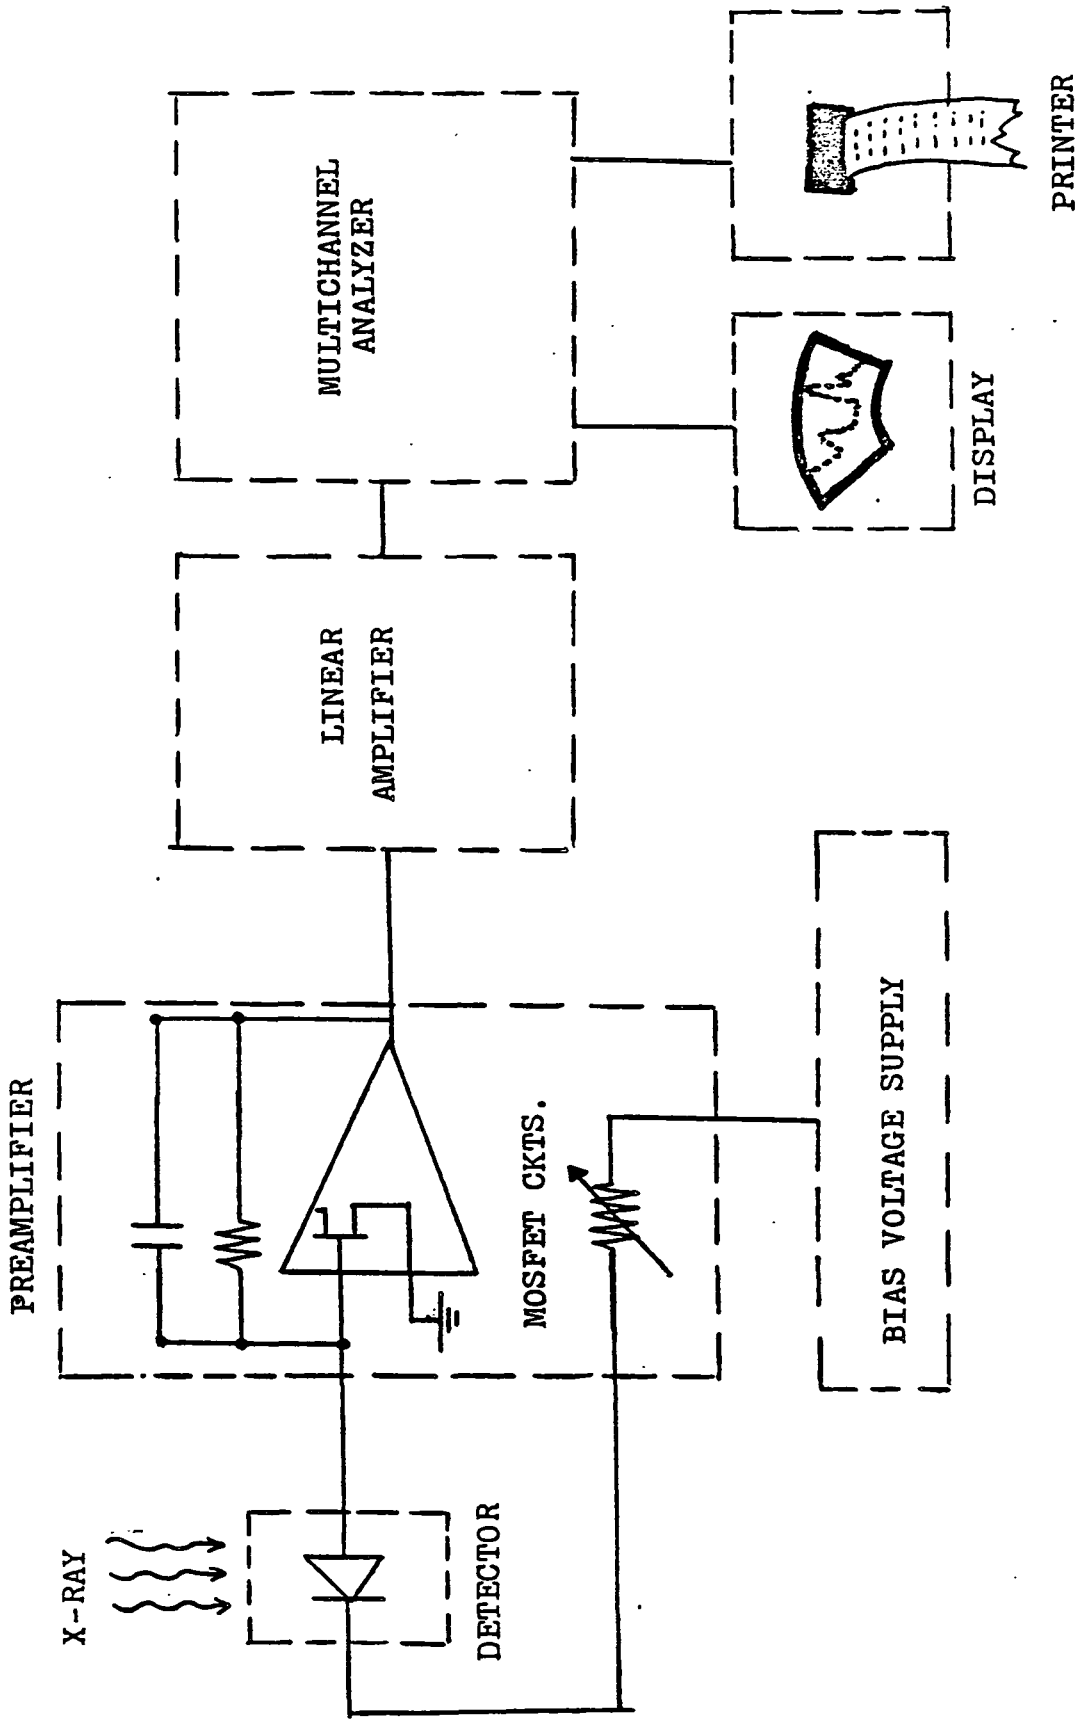 X-RAY
DETECTOR
PREAMPLIFIER
MOSFET CKTS.
BIAS VOLTAGE SUPPLY
LINEAR
AMPLIFIER
MULTICHANNEL
ANALYZER
DISPLAY
PRINTER